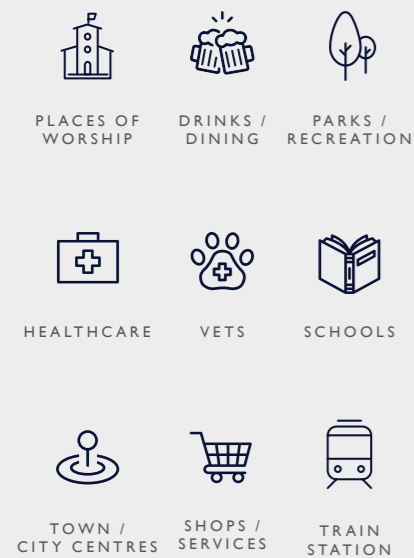 PLACES OF
WORSHIP
DRINKS /
DINING
PARKS /
RECREATION
HEALTHCARE
VETS
SCHOOLS
TOWN /
CITY CENTRES
SHOPS /
SERVICES
TRAIN
STATION